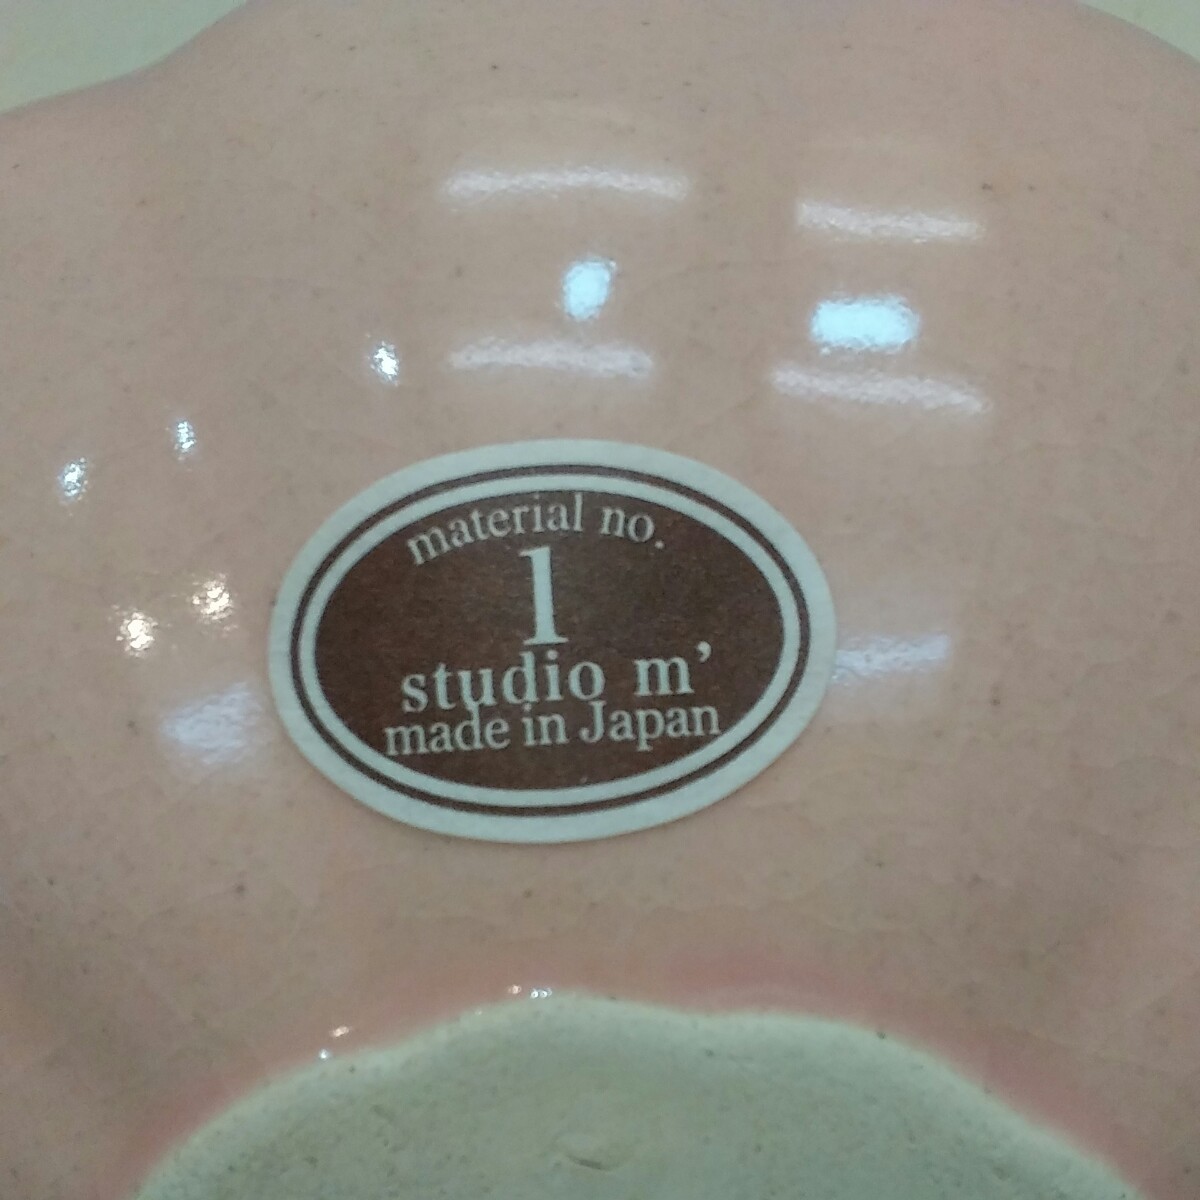 material no.
1
studio m'
made in Japan